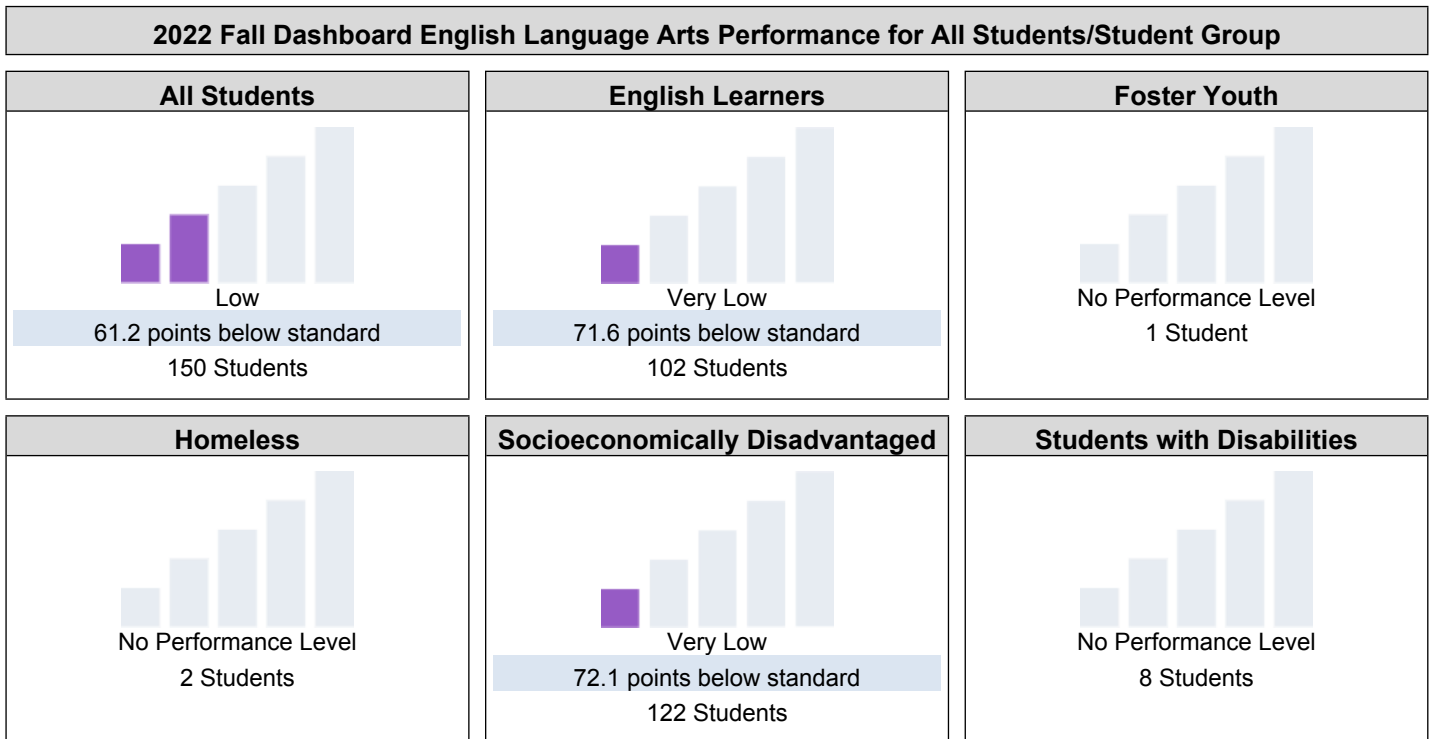 2022 Fall Dashboard English Language Arts Performance for All Students/Student Group
All Students
Low
61.2 points below standard
150 Students
English Learners
Very Low
71.6 points below standard
102 Students
Foster Youth
No Performance Level
1 Student
Homeless
No Performance Level
2 Students
Socioeconomically Disadvantaged
Very Low
72.1 points below standard
122 Students
Students with Disabilities
No Performance Level
8 Students